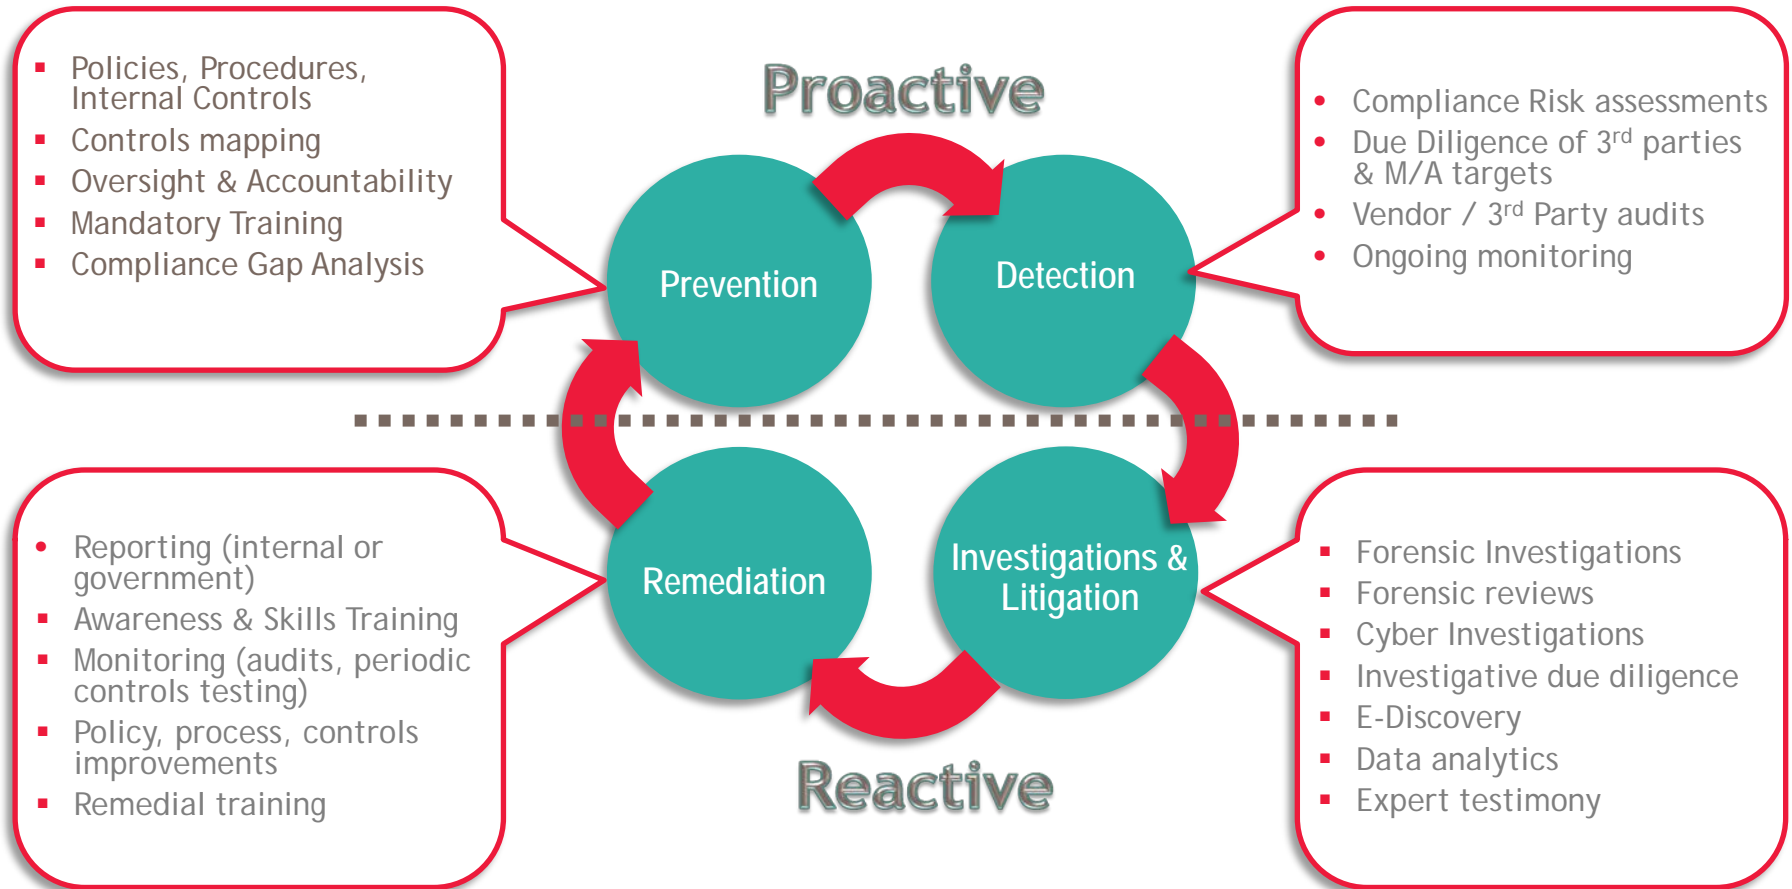 Policies, Procedures,
Internal Controls
Controls mapping
Oversight & Accountability
Mandatory Training
Compliance Gap Analysis
Proactive
Compliance Risk assessments
Due Diligence of 3rd parties
& M/A targets
Vendor / 3rd Party audits
Ongoing monitoring
Prevention
Detection
Reporting (internal or
government)
Awareness & Skills Training
Monitoring (audits, periodic
controls testing)
Policy, process, controls
improvements
Remedial training
Remediation
Investigations &
Litigation
Reactive
Forensic Investigations
Forensic reviews
Cyber Investigations
Investigative due diligence
E-Discovery
Data analytics
Expert testimony